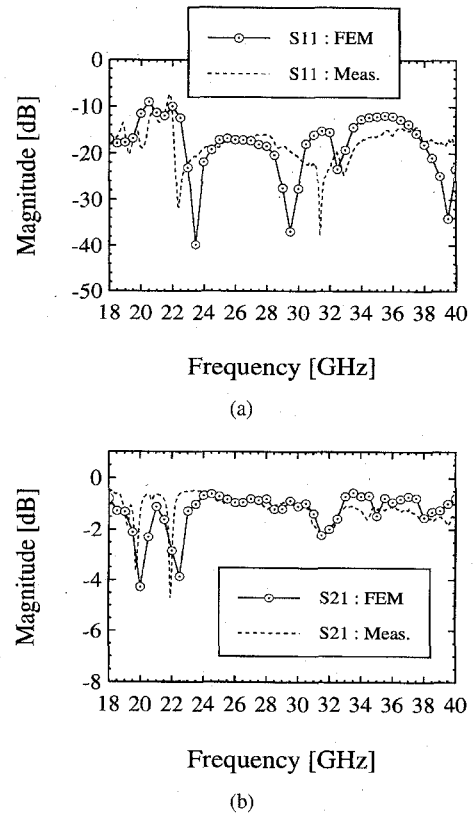 S11 : FEM
S11 : Meas.
0
-10
-20
-30
-40
-50
Magnitude [dB]
18 20 22 24 26 28 30 32 34 36 38 40
Frequency [GHz]
(a)
0
-2
-4
-6
-8
Magnitude [dB]
S21 : FEM
S21 : Meas.
18 20 22 24 26 28 30 32 34 36 38 40
Frequency [GHz]
(b)